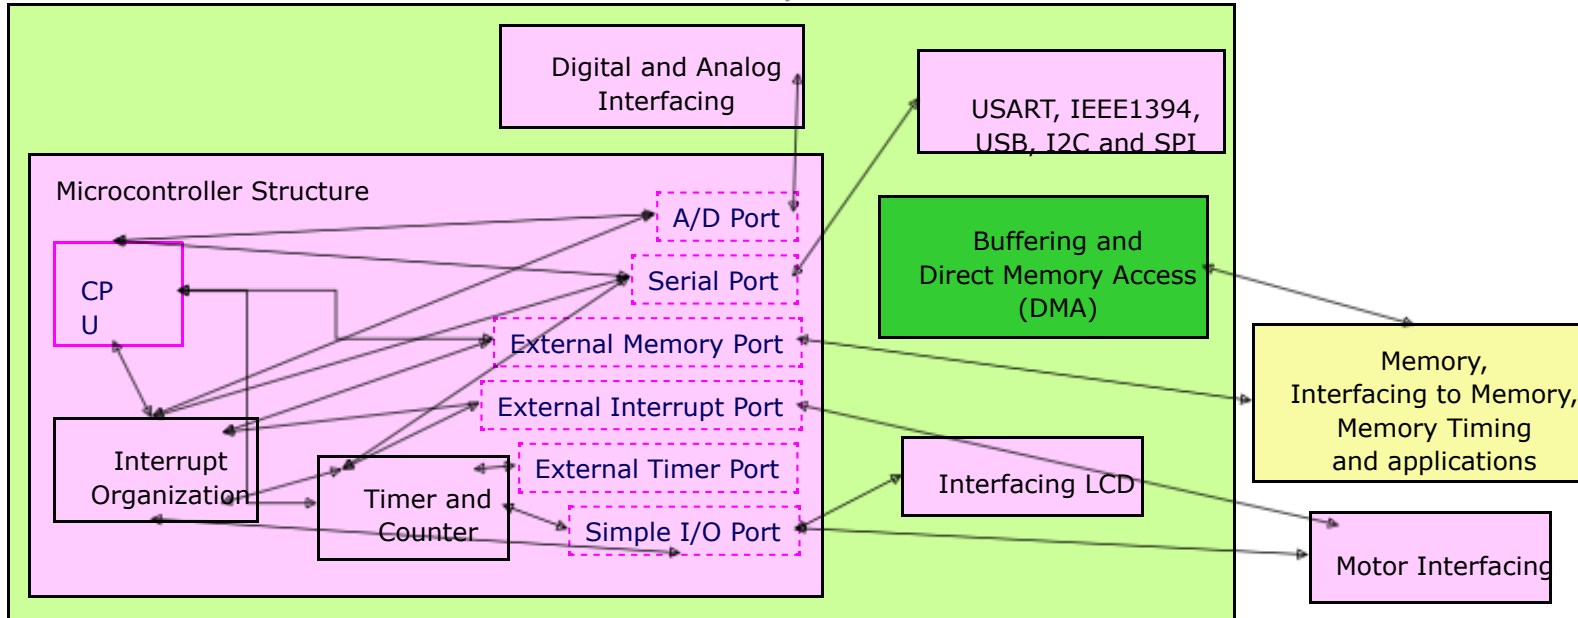 Digital and Analog
Interfacing
USART, IEEE1394,
USB, I2C and SPI
Microcontroller Structure
A/D Port
Buffering and
Direct Memory Access
(DMA)
Serial Port
CP
U
External Memory Port
Memory,
Interfacing to Memory,
Memory Timing
and applications
External Interrupt Port
Interrupt
Organization
External Timer Port
Timer and
Counter
Interfacing LCD
Simple I/O Port
Motor Interfacing